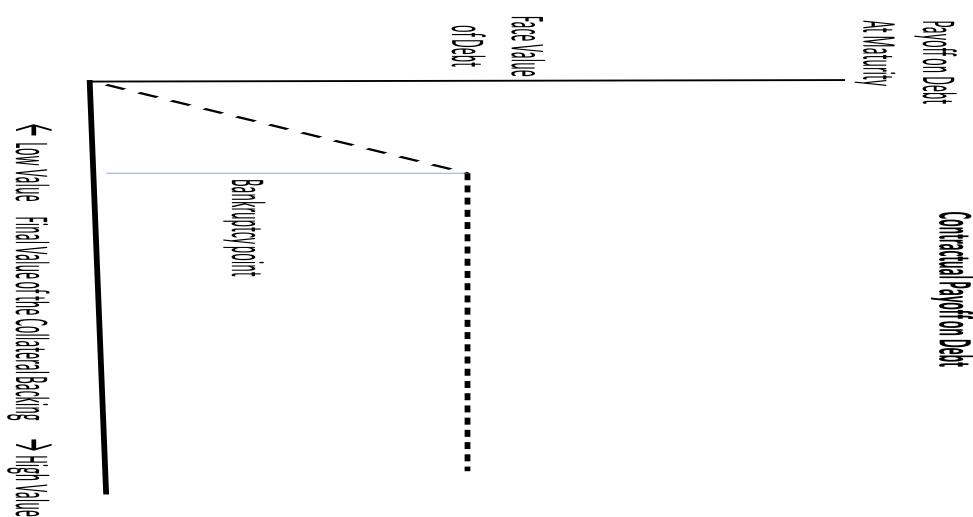 Contractual Payoff on Debt
Payoff on Debt
At Maturity
Face Value
of Debt
Bankruptcy point
← Low Value Final Value of the Collateral Backing → High Value